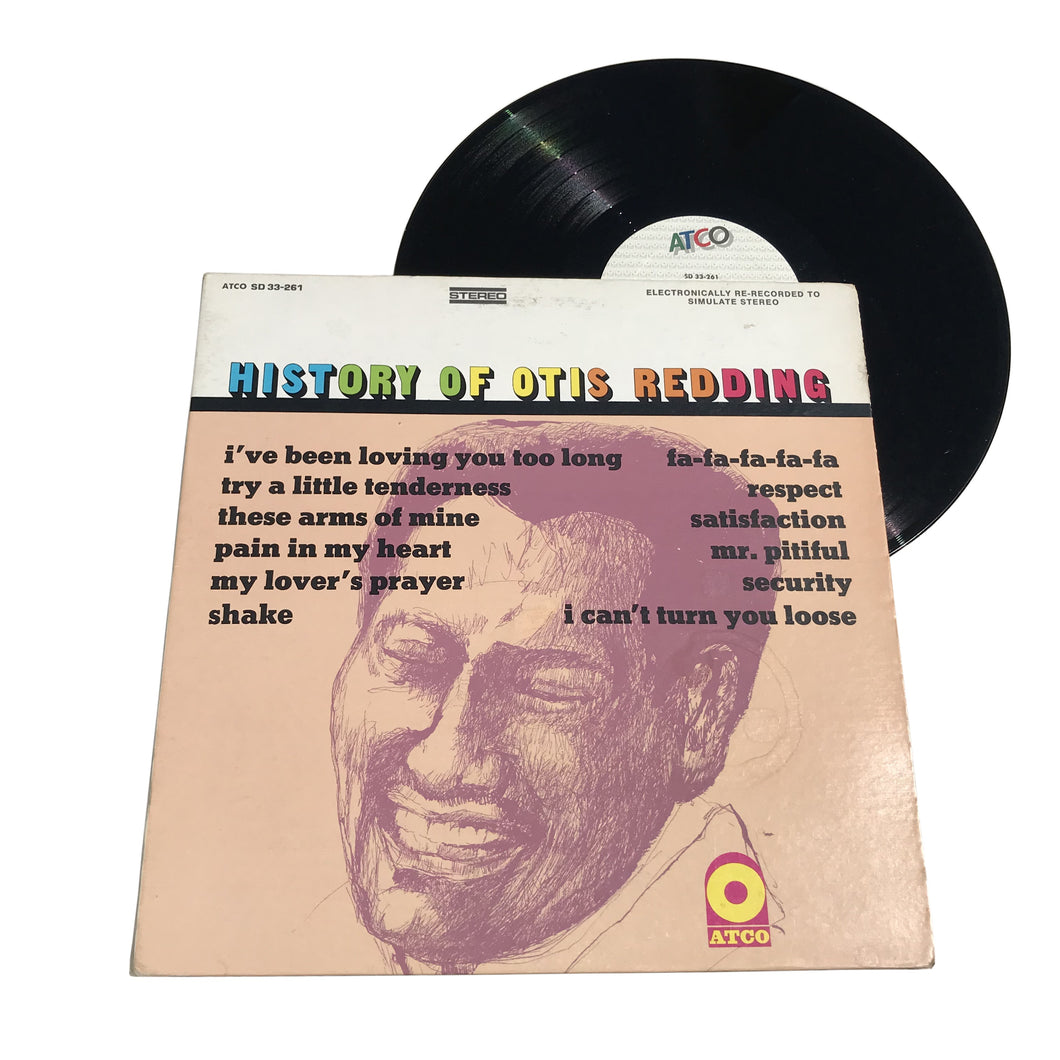 ATCO
SD 33-261
ATCO SD 33-261
STEREO
ELECTRONICALLY RE-RECORDED TO
SIMULATE STEREO
HISTORY OF OTIS REDDING
i've been loving you too long
try a little tenderness
these arms of mine
pain in my heart
my lover's prayer
shake
fa-fa-fa-fa-fa
respect
satisfaction
mr. pitiful
security
i can't turn you loose
ATCO